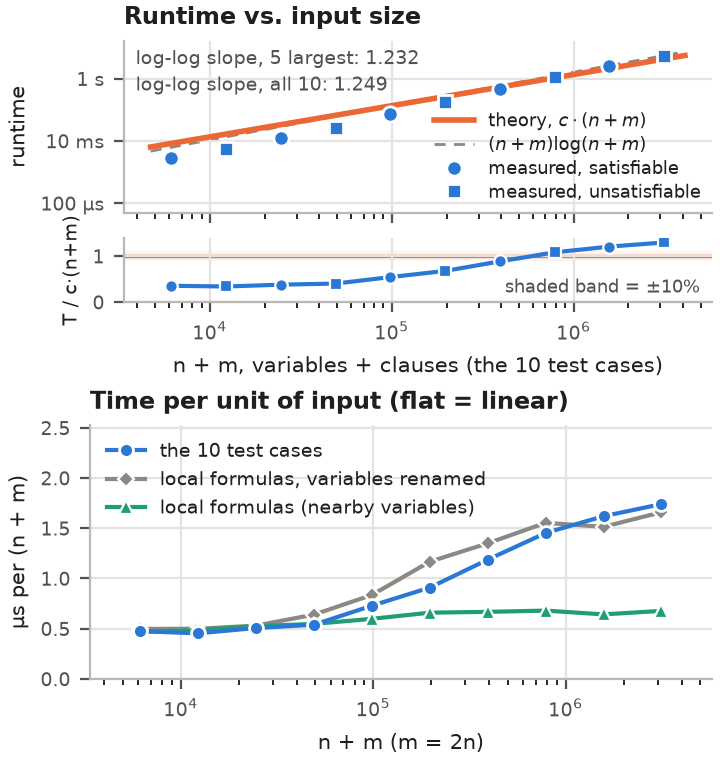 Runtime vs. input size
log-log slope, 5 largest: 1.232
log-log slope, all 10: 1.249
runtime
1 s
10 ms
100 µs
theory, c · (n + m)
(n + m)log(n + m)
measured, satisfiable
measured, unsatisfiable
T / c·(n+m)
1
0
shaded band = ±10%
10⁴
10⁵
10⁶
n + m, variables + clauses (the 10 test cases)
Time per unit of input (flat = linear)
µs per (n + m)
2.5
2.0
1.5
1.0
0.5
0.0
the 10 test cases
local formulas, variables renamed
local formulas (nearby variables)
10⁴
10⁵
10⁶
n + m (m = 2n)